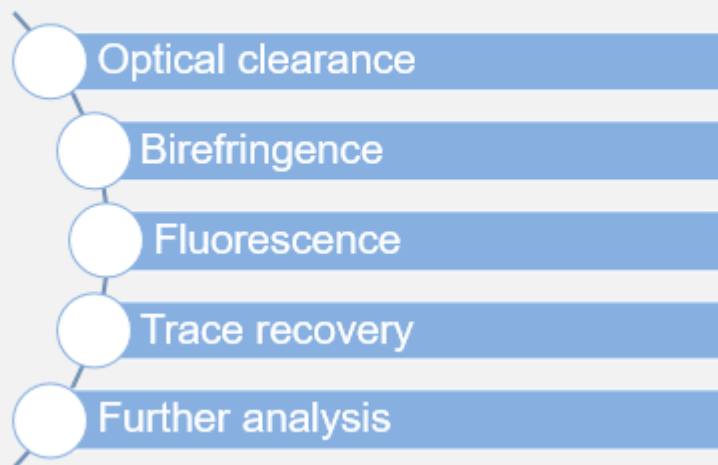 Optical clearance
Birefringence
Fluorescence
Trace recovery
Further analysis